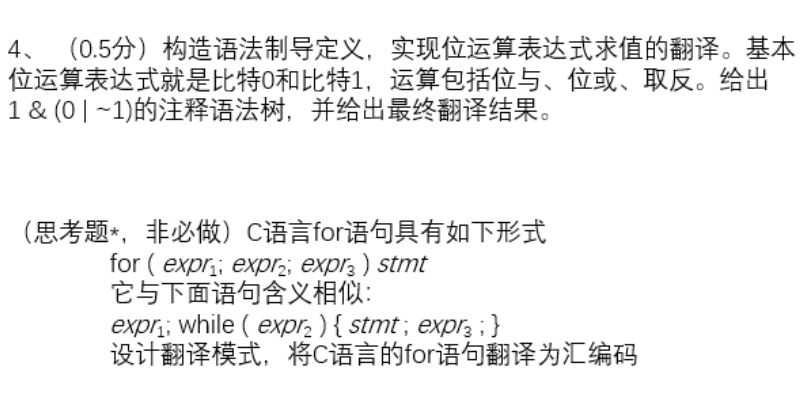 4、（0.5分）构造语法制导定义，实现位运算表达式求值的翻译。基本
位运算表达式就是比特0和比特1，运算包括位与、位或、取反。给出
1 & (0 | ~1)的注释语法树，并给出最终翻译结果。
（思考题*，非必做）C语言for语句具有如下形式
for ( expr₁; expr₂; expr₃ ) stmt
它与下面语句含义相似：
expr₁; while ( expr₂ ) { stmt ; expr₃ ; }
设计翻译模式，将C语言的for语句翻译为汇编码